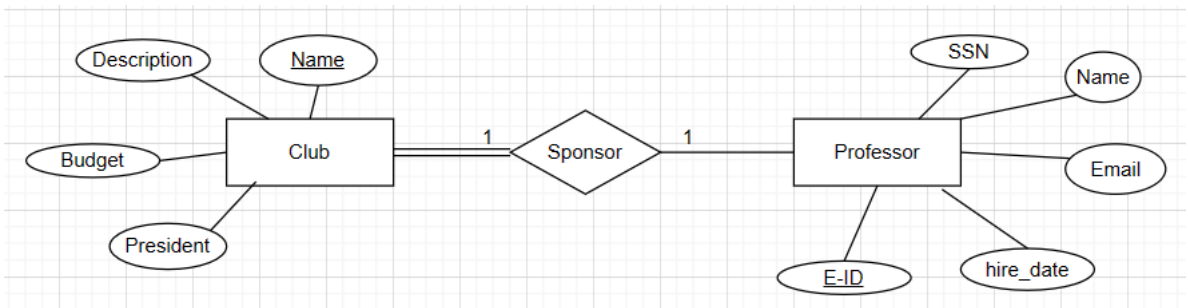 Description
Name
SSN
Name
Budget
Club
1
Sponsor
1
Professor
Email
President
E-ID
hire_date